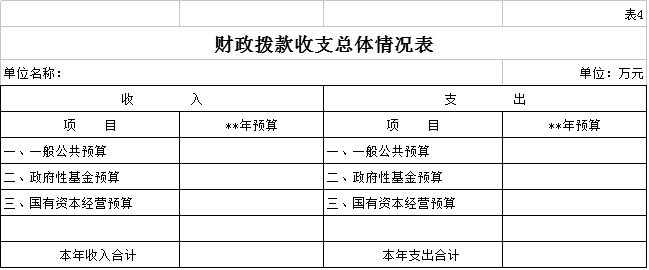 表4
财政拨款收支总体情况表
单位名称： 单位：万元
收 入 支 出
项 目 **年预算 项 目 **年预算
一、一般公共预算 一、一般公共预算
二、政府性基金预算 二、政府性基金预算
三、国有资本经营预算 三、国有资本经营预算
本年收入合计 本年支出合计